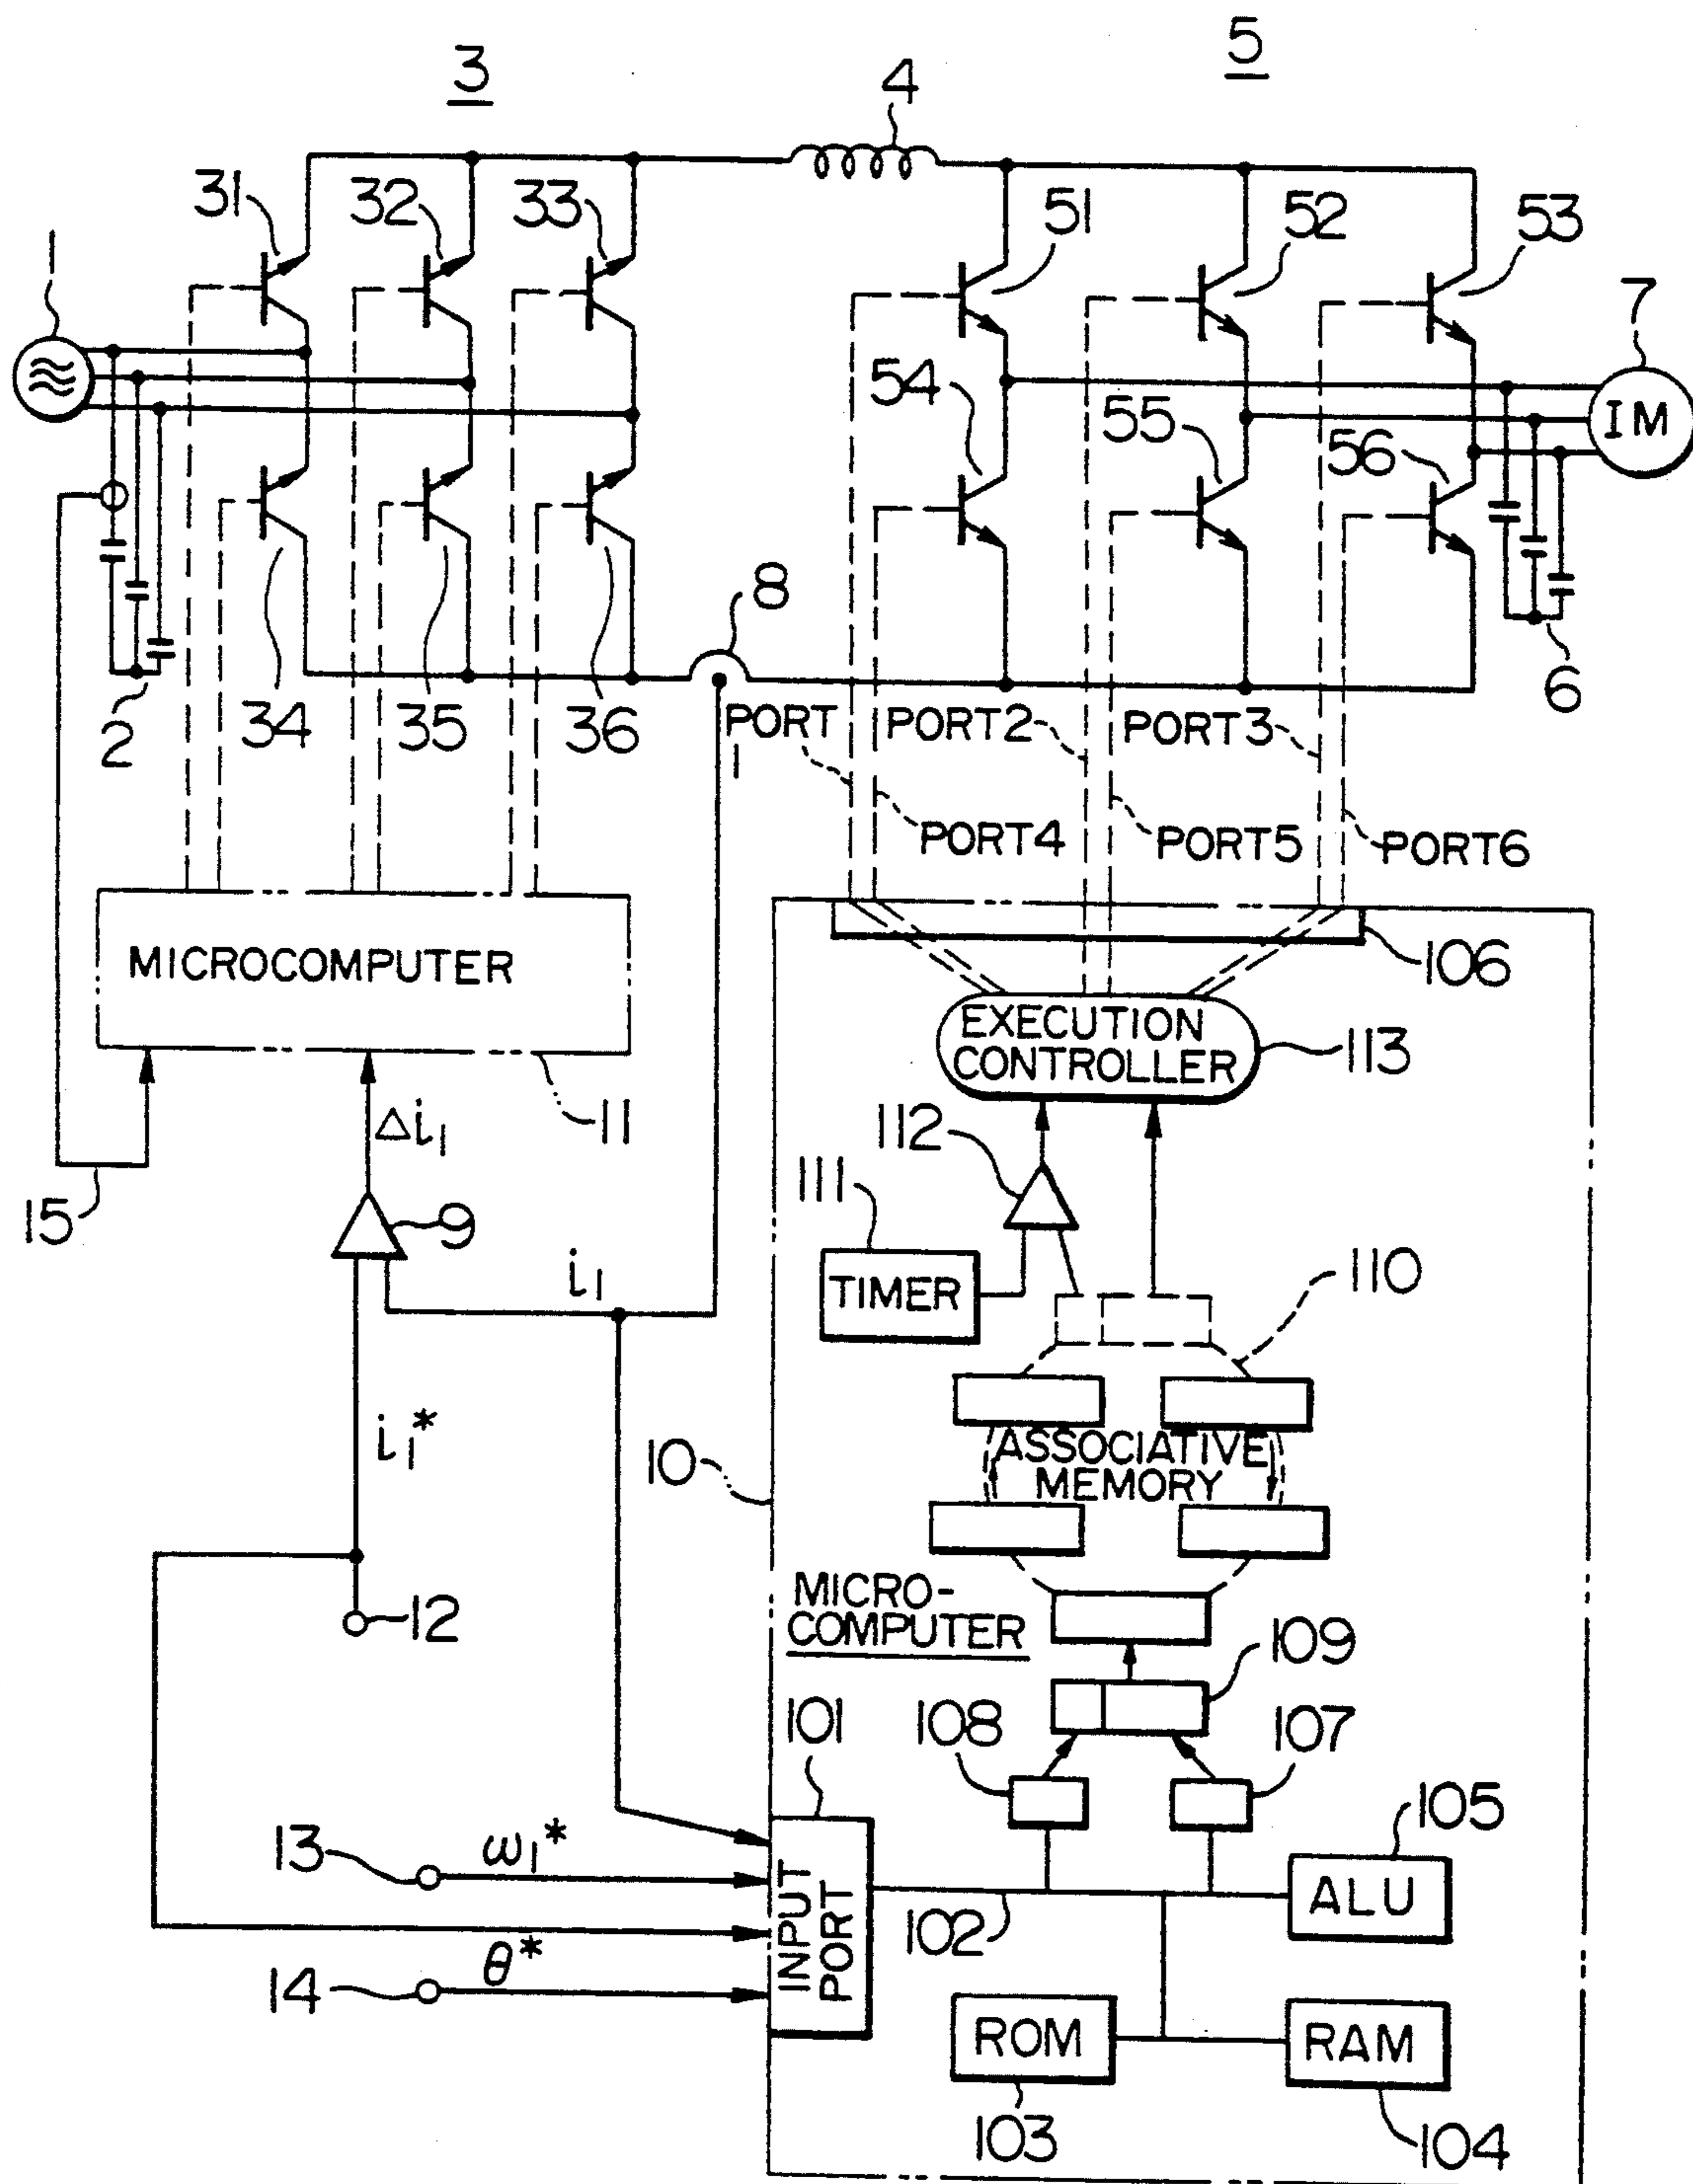 3
5
4
31
32
33
51
52
53
1
7
54
55
56
IM
8
2
34
35
36
6
PORT
1
PORT2
PORT3
PORT4
PORT5
PORT6
MICROCOMPUTER
106
EXECUTION
CONTROLLER
113
11
Δi₁
112
15
9
111
TIMER
i₁
110
i₁*
ASSOCIATIVE
MEMORY
10
12
MICRO-
COMPUTER
109
101
108
107
105
13
ω₁*
INPUT
PORT
ALU
102
14
θ*
ROM
RAM
103
104